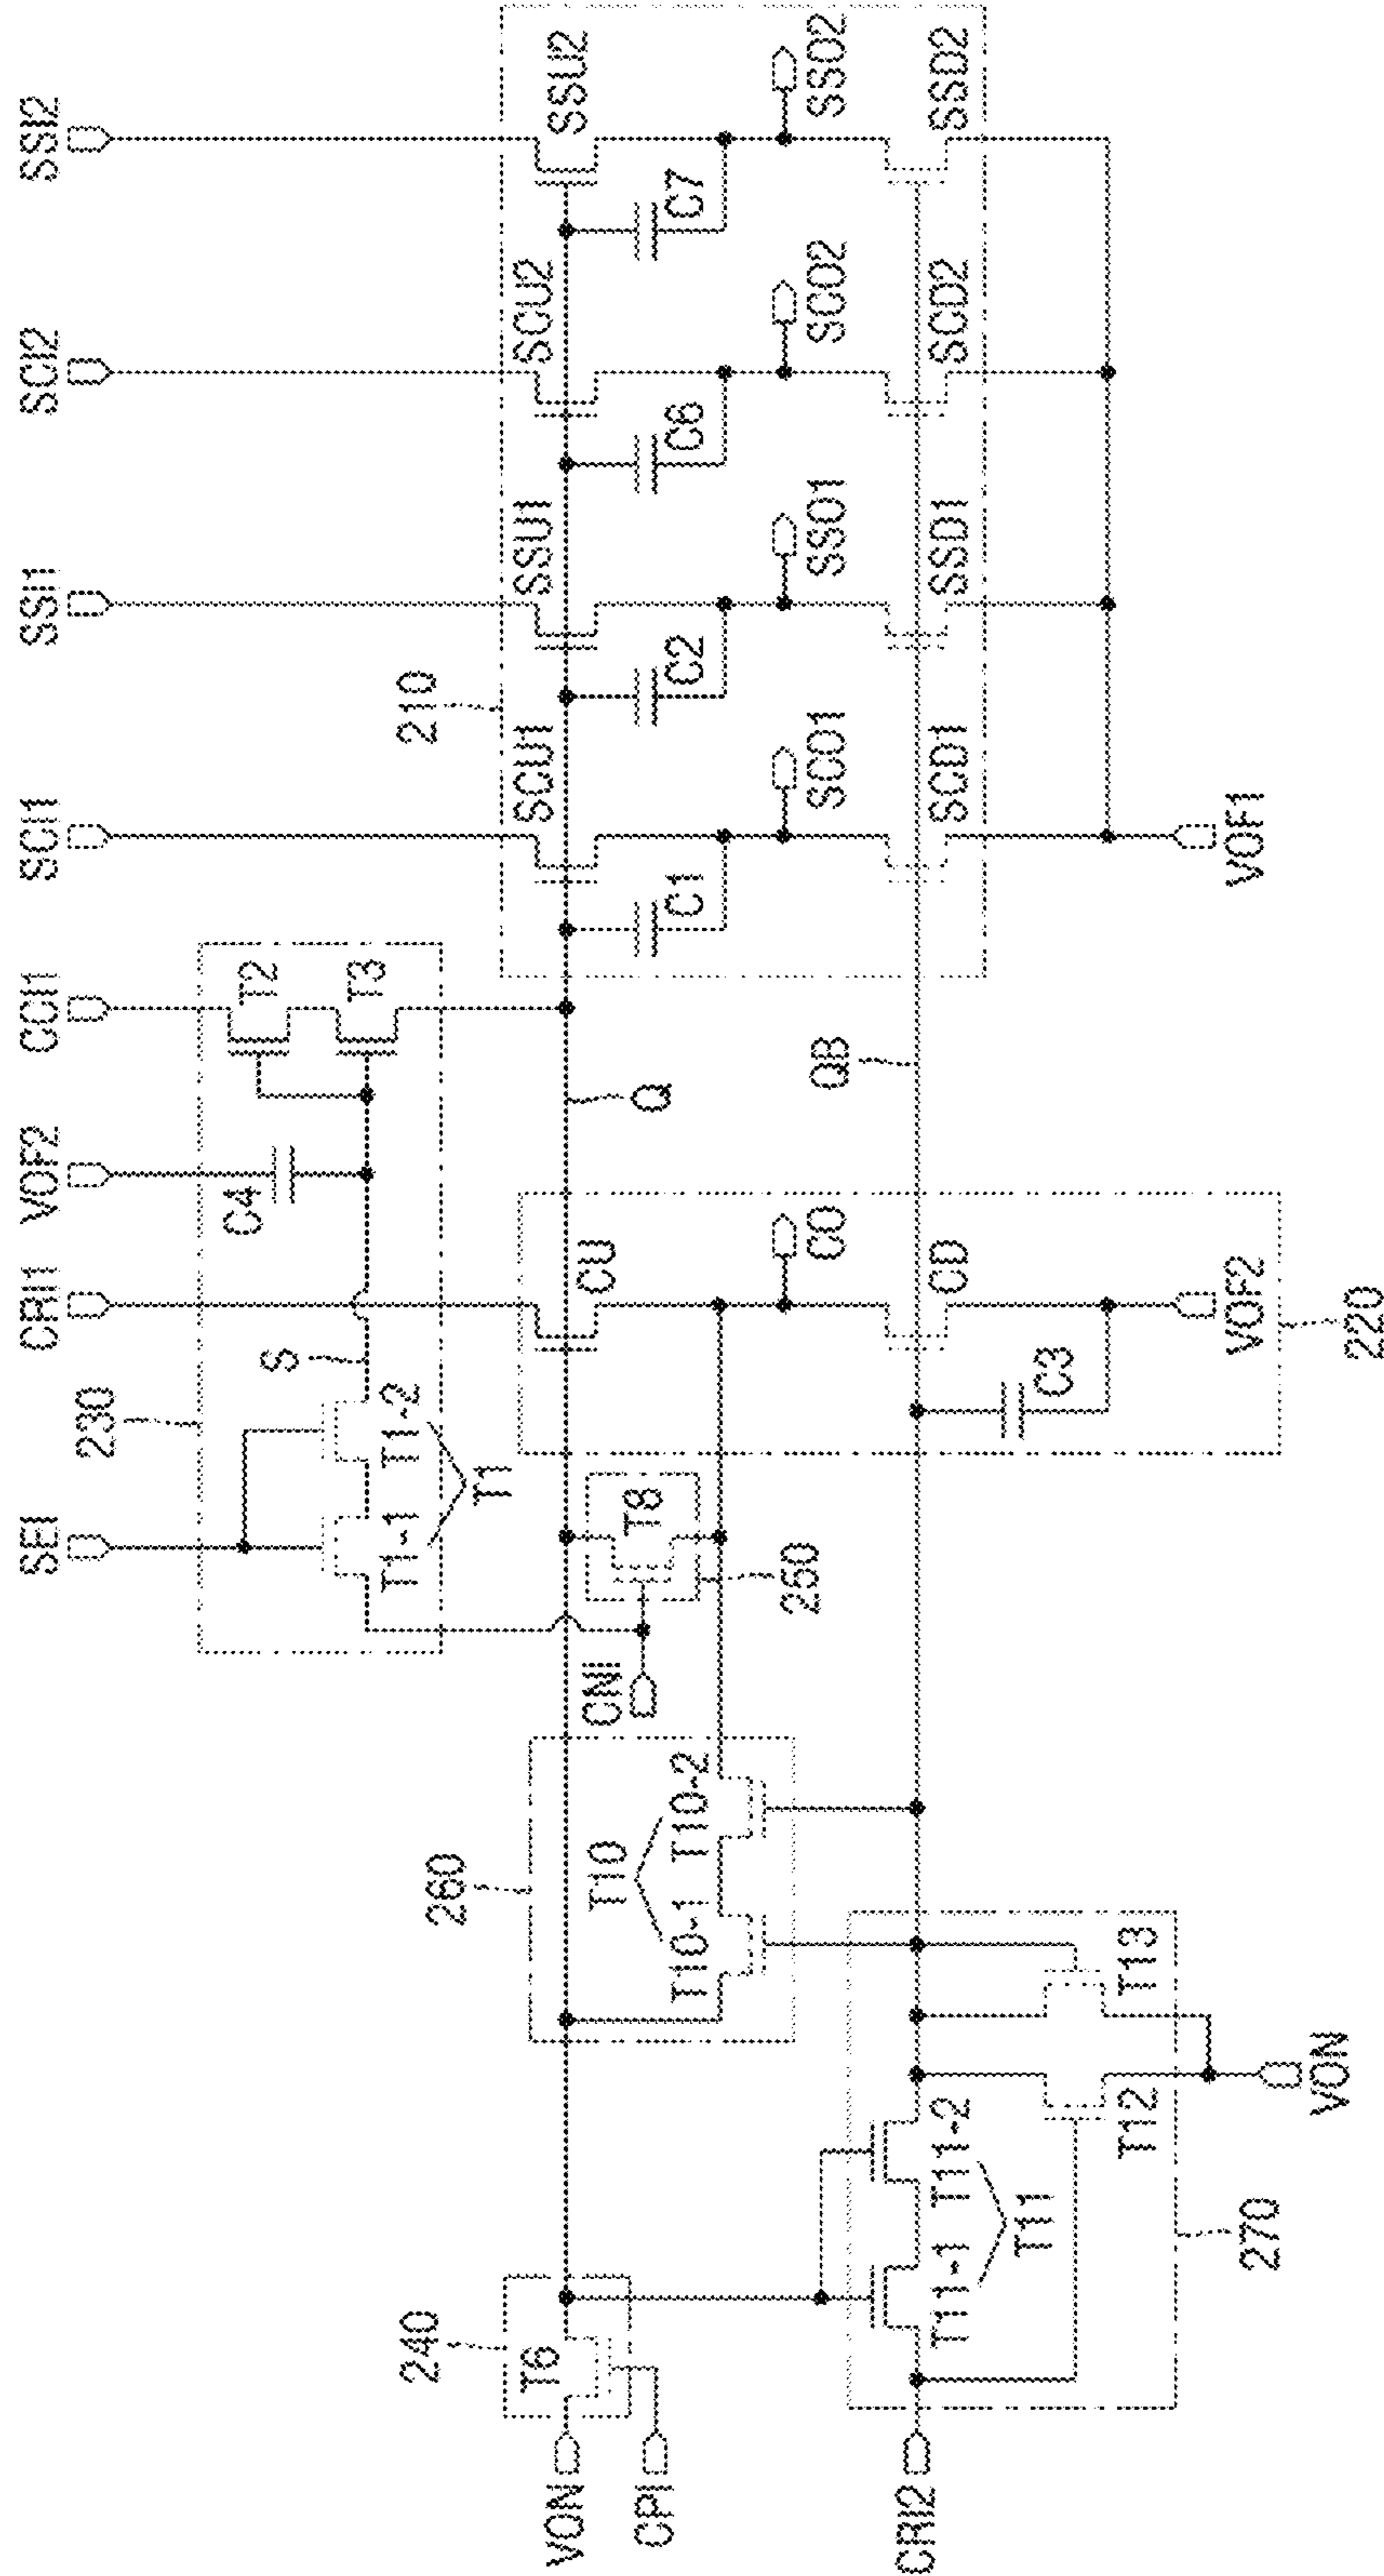 SEI
CRI1
VOF2
CCI1
SCI1
SSI1
SCI2
SSI2
230
S
C4
T2
T1-1
T1-2
T1
T3
240
260
210
T6
VON
CPI
T10
T10-1
T10-2
CNI
T8
250
CU
Q
SCU1
SSU1
SCU2
SSU2
C1
C2
C6
C7
CO
SCO1
SSO1
SCO2
SSO2
QB
CRI2
T11-1
T11-2
T11
T12
T13
CD
SCD1
SSD1
SCD2
SSD2
C3
270
VON
VOF2
220
VOF1